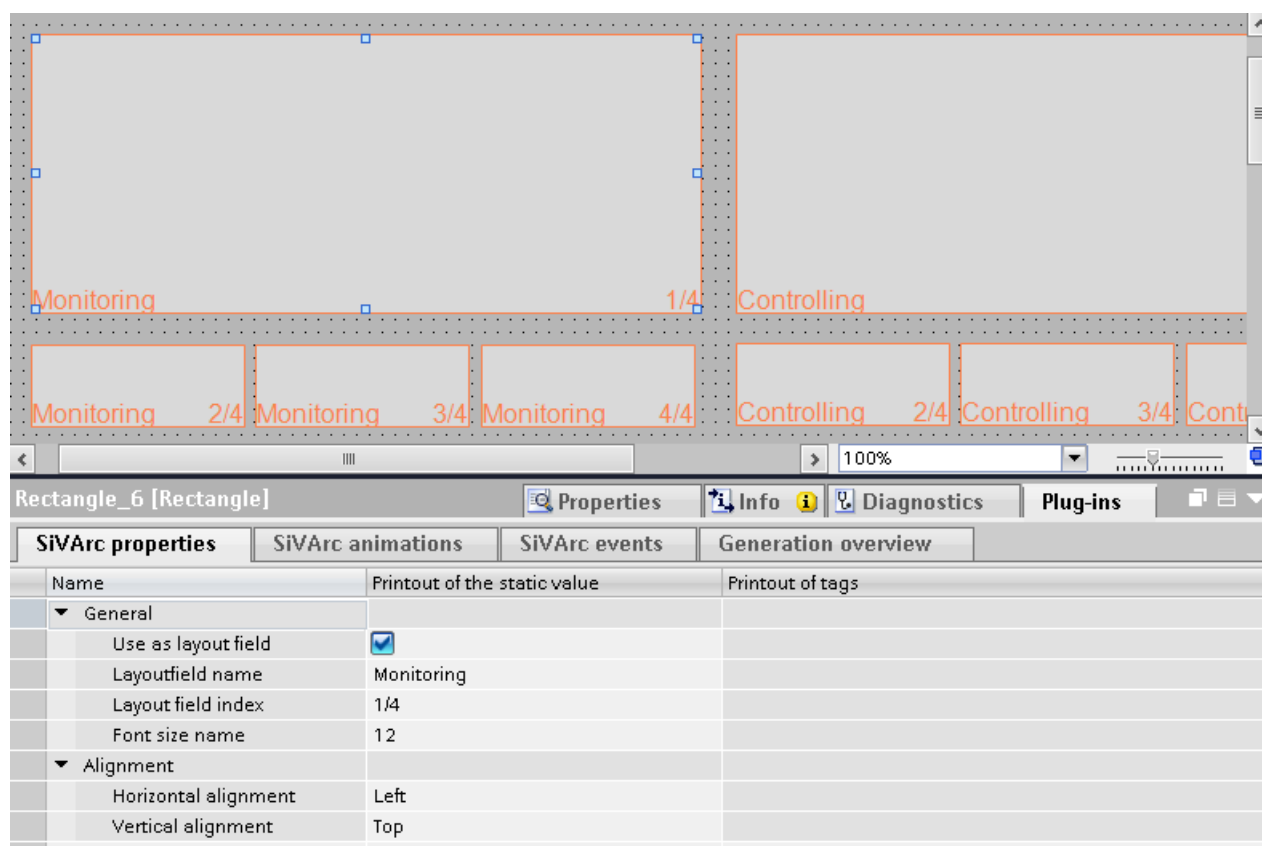 Monitoring 1/4 Controlling
Monitoring 2/4 Monitoring 3/4 Monitoring 4/4 Controlling 2/4 Controlling 3/4 Cont
100%
Rectangle_6 [Rectangle] Properties Info Diagnostics Plug-ins
SiVArc properties SiVArc animations SiVArc events Generation overview
Name Printout of the static value Printout of tags
General
Use as layout field
Layoutfield name Monitoring
Layout field index 1/4
Font size name 12
Alignment
Horizontal alignment Left
Vertical alignment Top